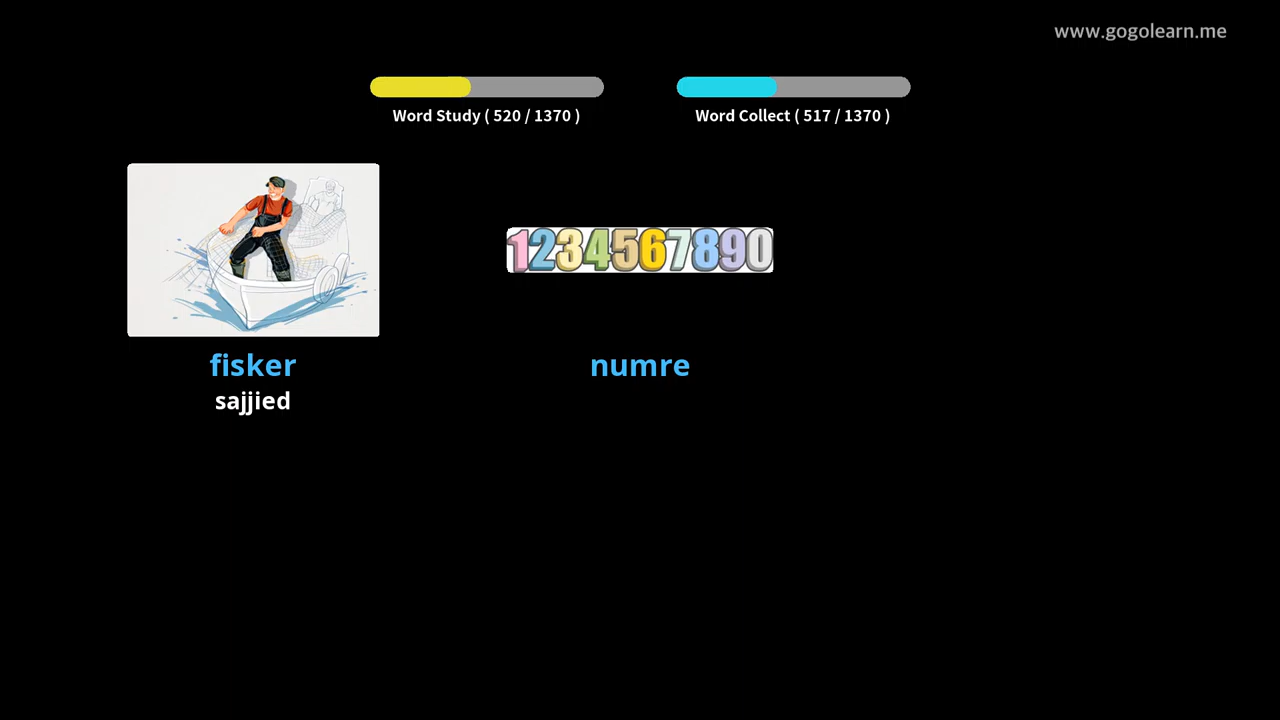 www.gogolearn.me
Word Study ( 520 / 1370 )
Word Collect ( 517 / 1370 )
1234567890
fisker
numre
sajjied